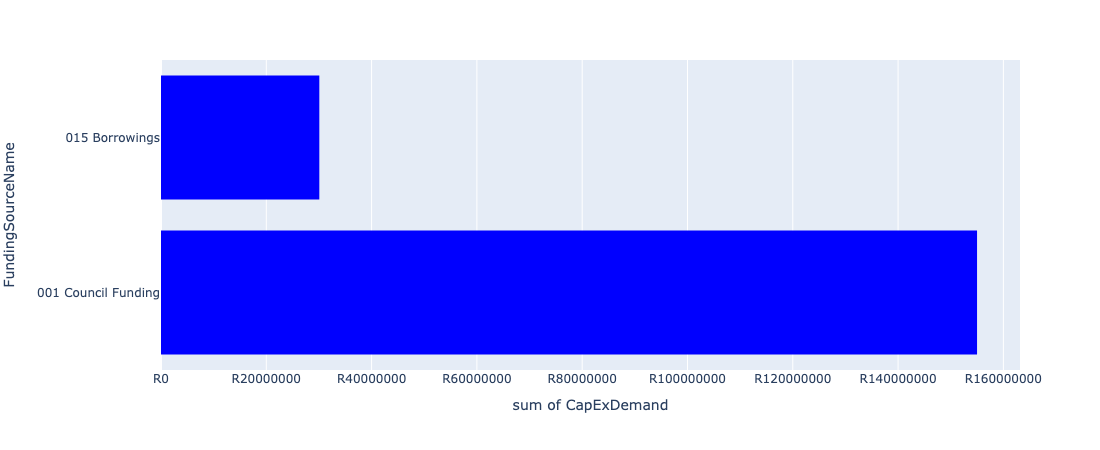 015 Borrowings
001 Council Funding
FundingSourceName
R0 R20000000 R40000000 R60000000 R80000000 R100000000 R120000000 R140000000 R160000000
sum of CapExDemand